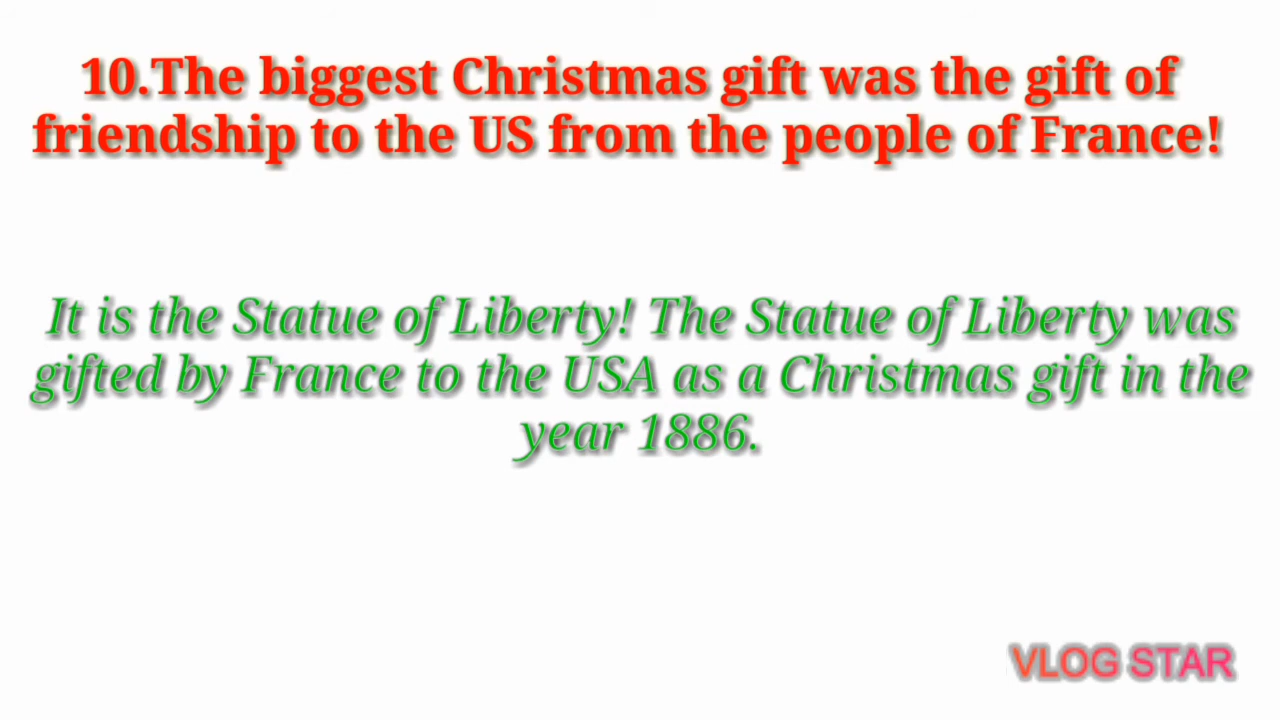 10.The biggest Christmas gift was the gift of
friendship to the US from the people of France!
It is the Statue of Liberty! The Statue of Liberty was
gifted by France to the USA as a Christmas gift in the
year 1886.
VLOG STAR